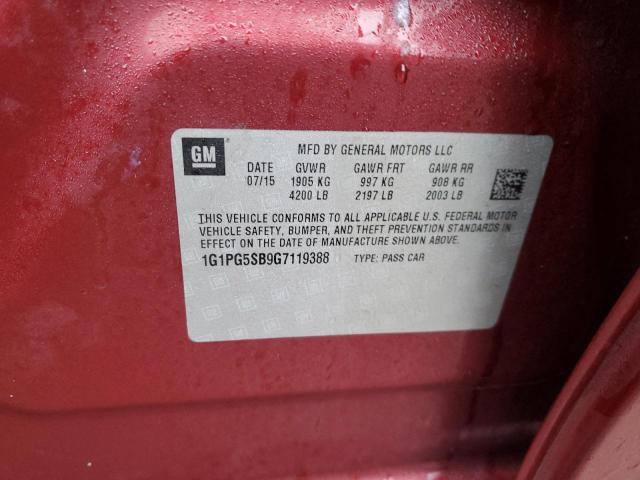 GM
MFD BY GENERAL MOTORS LLC
DATE GVWR GAWR FRT GAWR RR
07/15 1905 KG 997 KG 908 KG
4200 LB 2197 LB 2003 LB
THIS VEHICLE CONFORMS TO ALL APPLICABLE U.S. FEDERAL MOTOR
VEHICLE SAFETY, BUMPER, AND THEFT PREVENTION STANDARDS IN
EFFECT ON THE DATE OF MANUFACTURE SHOWN ABOVE.
1G1PG5SB9G7119388 TYPE: PASS CAR